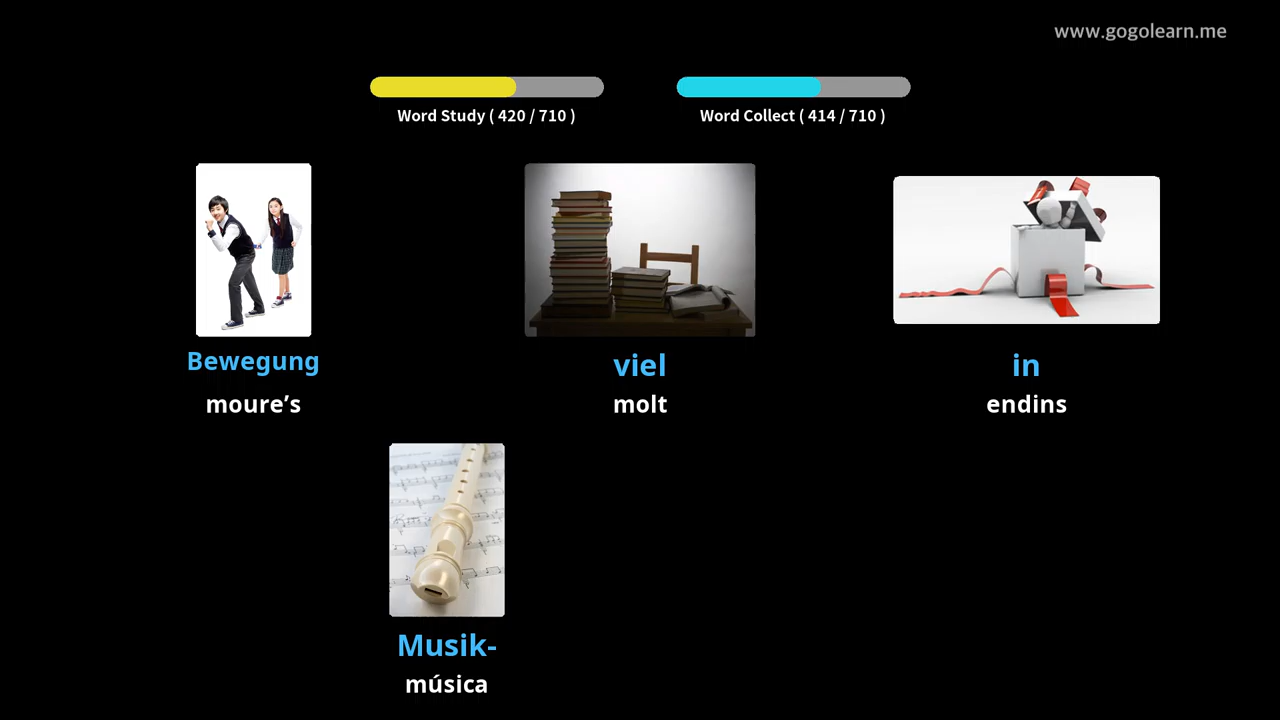 www.gogolearn.me
Word Study ( 420 / 710 )
Word Collect ( 414 / 710 )
Bewegung
moure’s
viel
molt
in
endins
Musik-
música